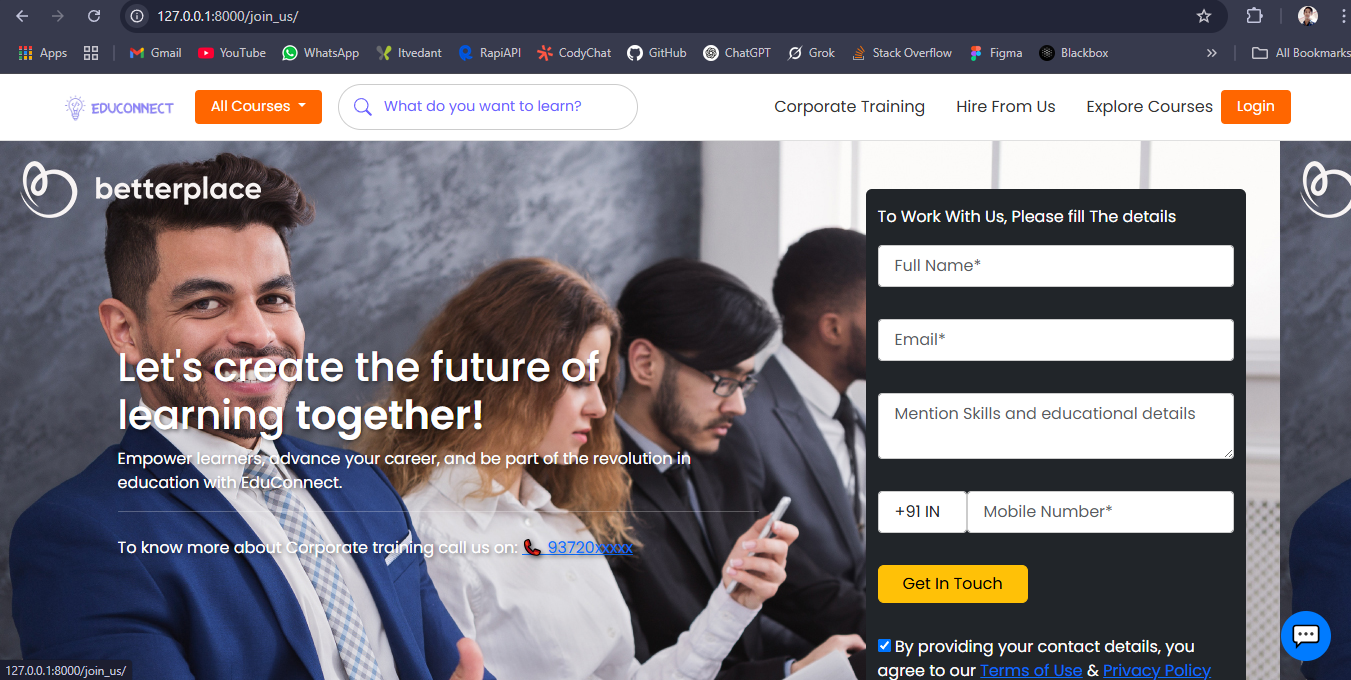 127.0.0.1:8000/join_us/
Apps Gmail YouTube WhatsApp Itvedant RapiAPI CodyChat GitHub ChatGPT Grok Stack Overflow Figma Blackbox » All Bookmarks
EDUCONNECT All Courses What do you want to learn? Corporate Training Hire From Us Explore Courses Login
betterplace
Let's create the future of
learning together!
Empower learners, advance your career, and be part of the revolution in
education with EduConnect.
To know more about Corporate training call us on: 📞 93720xxxxx
To Work With Us, Please fill The details
Full Name*
Email*
Mention Skills and educational details
+91 IN Mobile Number*
Get In Touch
By providing your contact details, you
agree to our Terms of Use & Privacy Policy
127.0.0.1:8000/join_us/